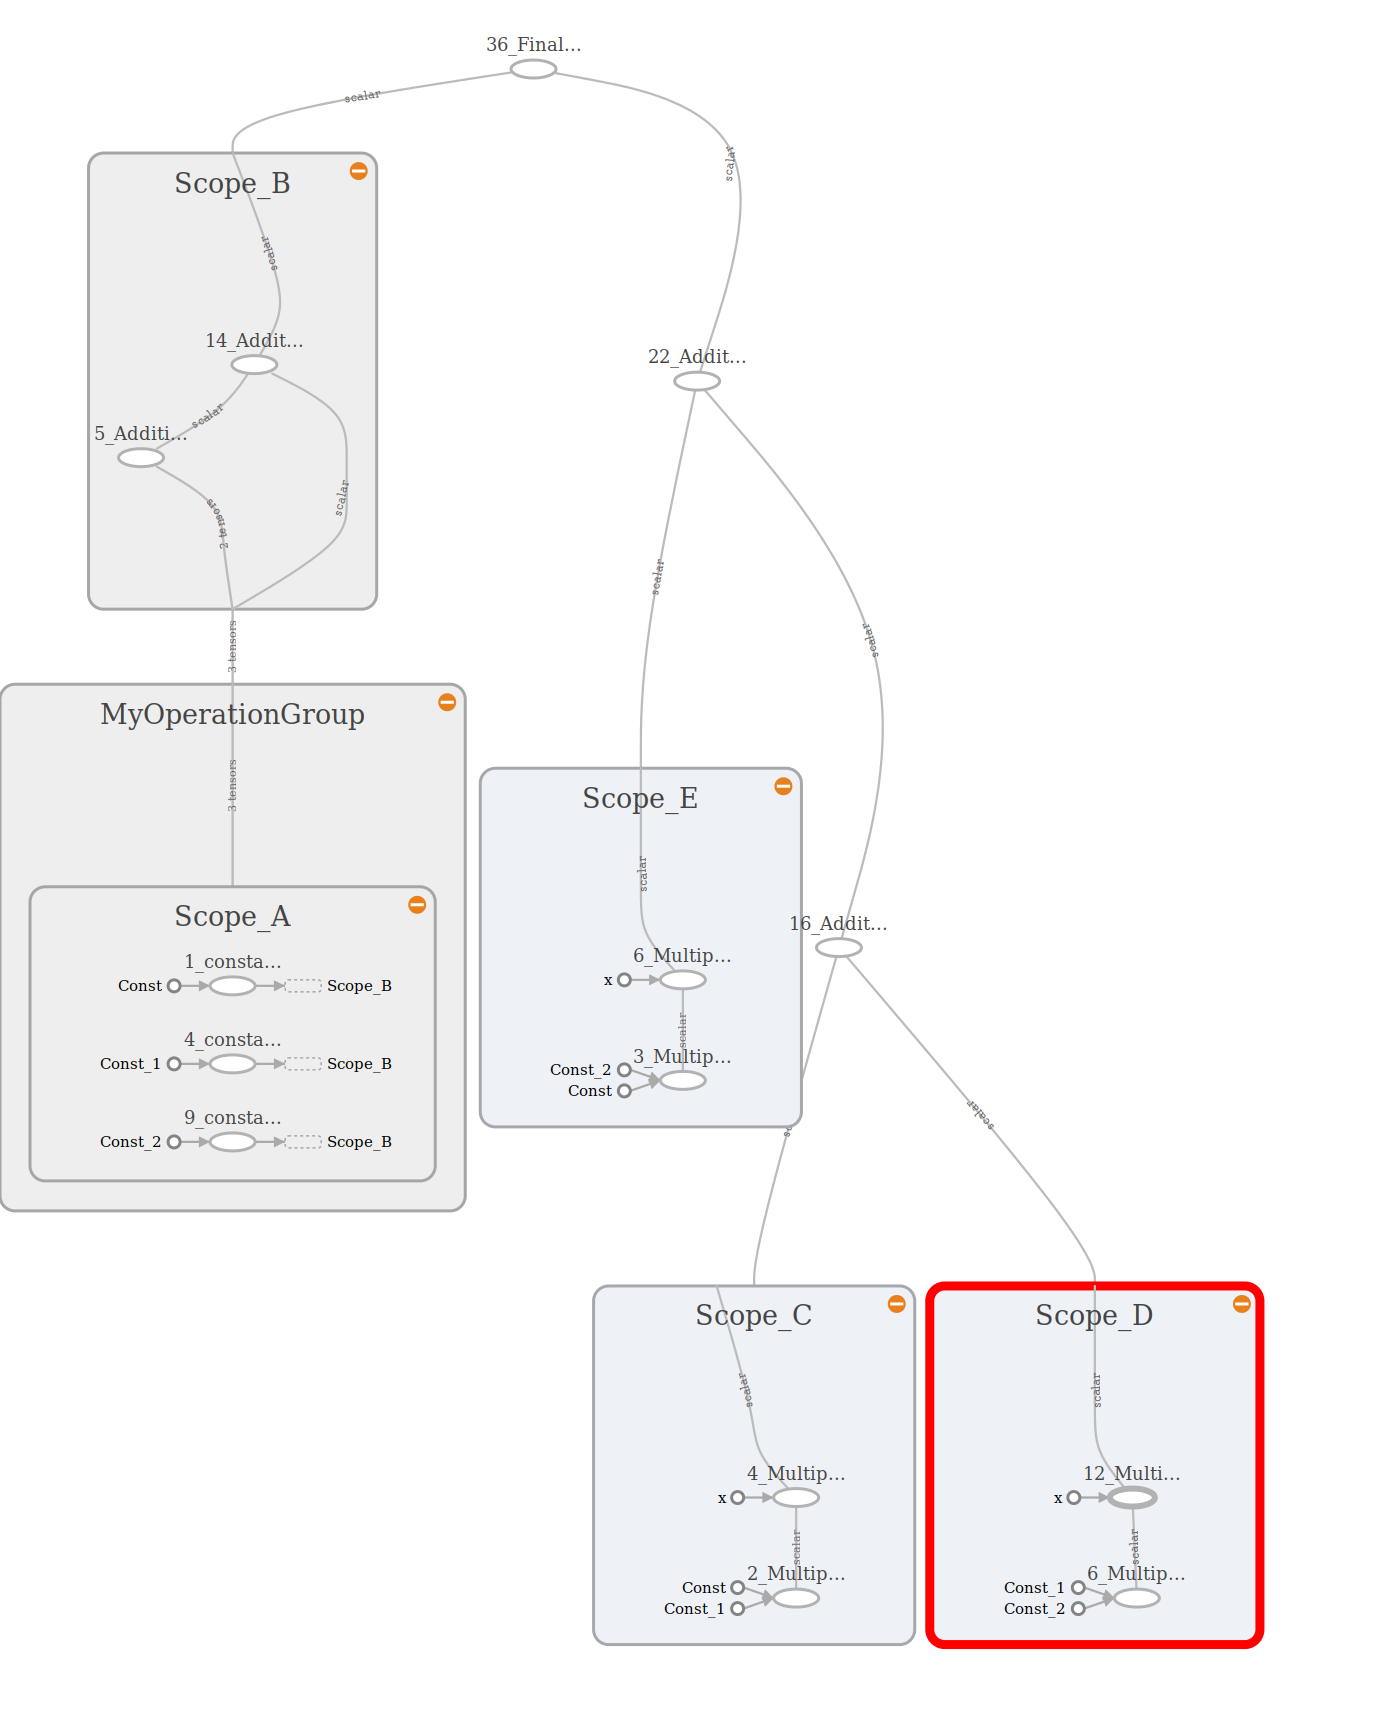 36_Final...
scalar
scalar
Scope_B
scalar
14_Addit...
22_Addit...
scalar
5_Additi...
scalar
2 tensors
scalar
scalar
3 tensors
MyOperationGroup
3 tensors
Scope_E
scalar
Scope_A
16_Addit...
1_consta...
Const
Scope_B
6_Multip...
x
scalar
4_consta...
Const_1
Scope_B
3_Multip...
Const_2
Const
9_consta...
Const_2
Scope_B
scalar
Scope_C
Scope_D
scalar
scalar
4_Multip...
x
12_Multi...
x
scalar
scalar
2_Multip...
Const
Const_1
6_Multip...
Const_1
Const_2